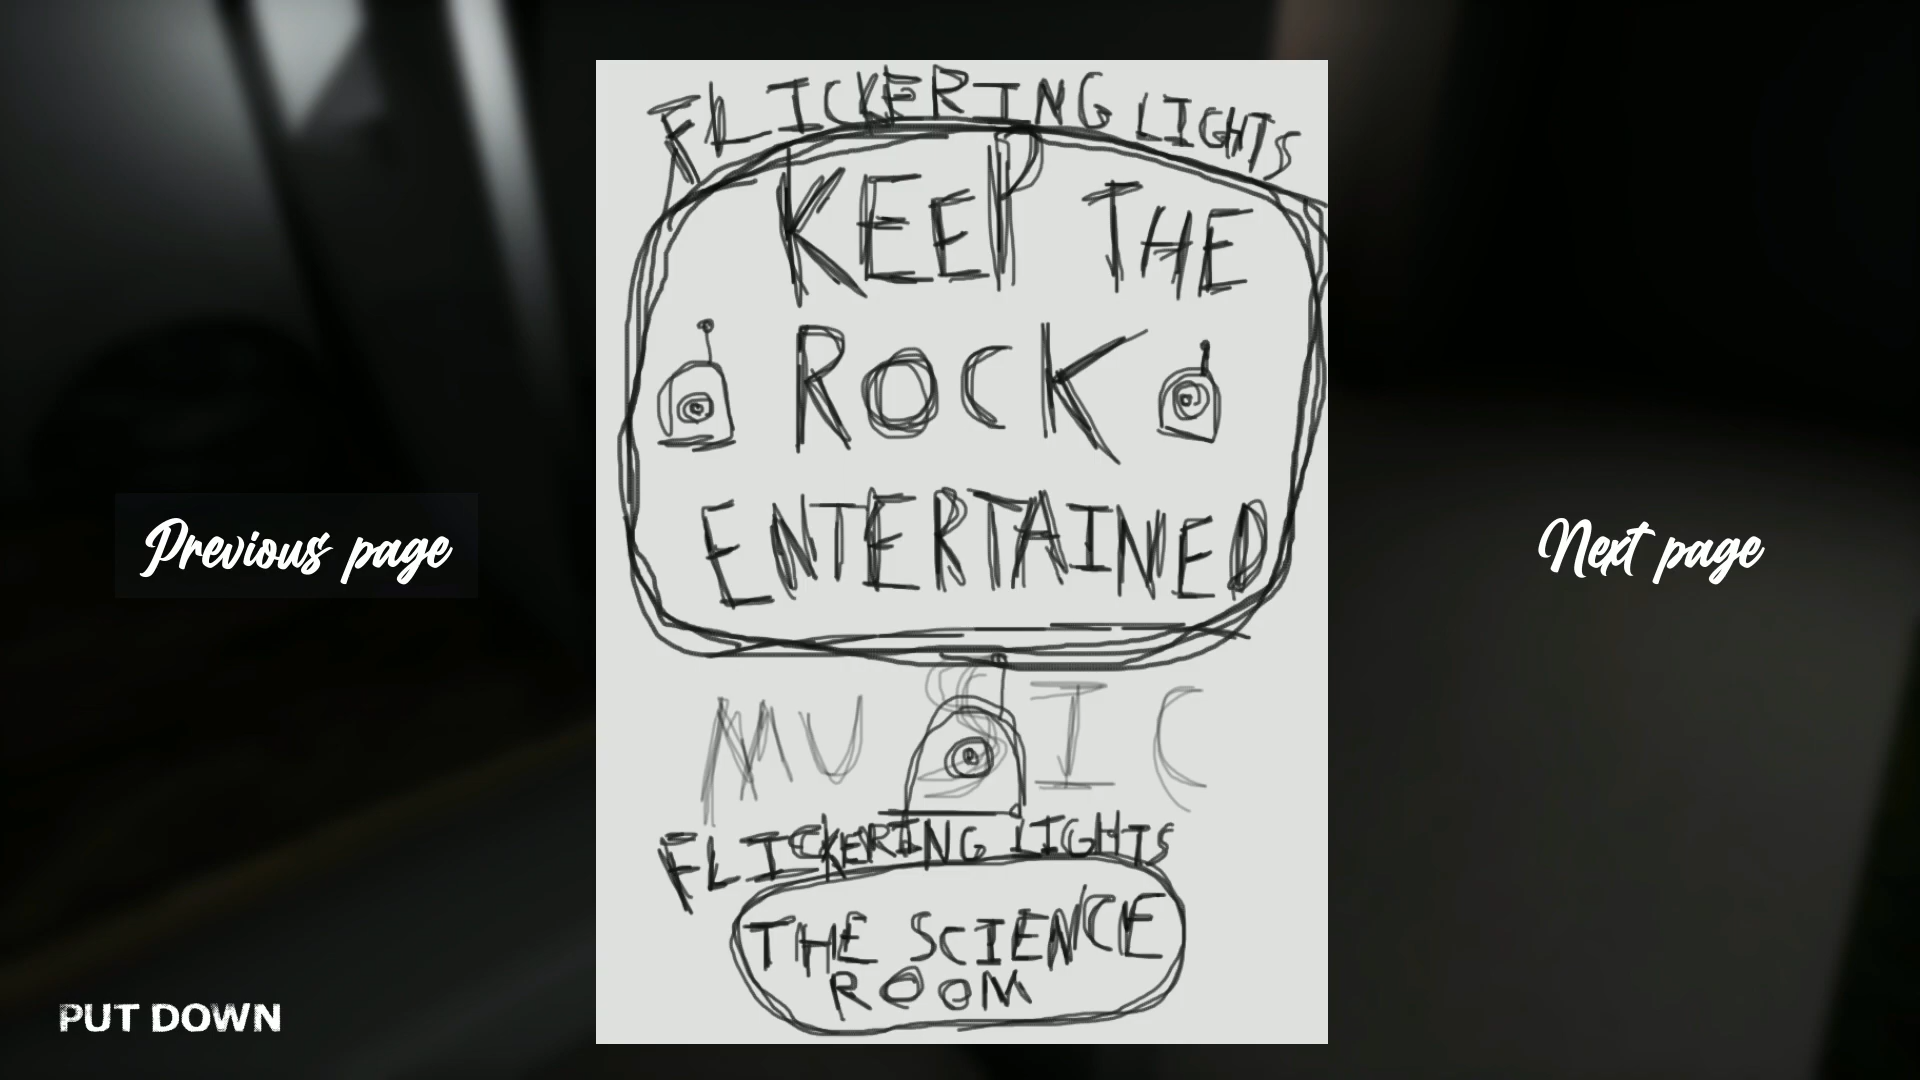 FLICKERING LIGHTS
KEEP THE
ROCK
ENTERTAINED
MUSIC
FLICKERING LIGHTS
THE SCIENCE
ROOM
Previous page
Next page
PUT DOWN